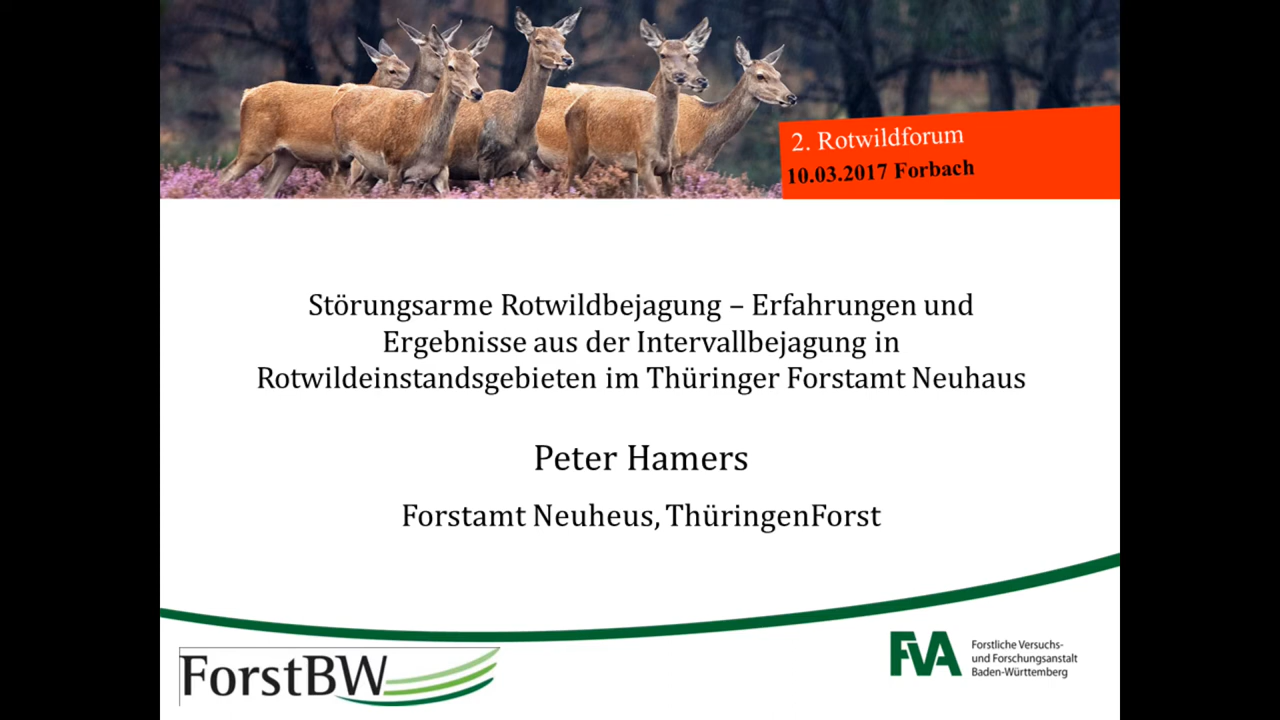 2. Rotwildforum
10.03.2017 Forbach
Störungsarme Rotwildbejagung – Erfahrungen und
Ergebnisse aus der Intervallbejagung in
Rotwildeinstandsgebieten im Thüringer Forstamt Neuhaus
Peter Hamers
Forstamt Neuheus, ThüringenForst
ForstBW
FVA
Forstliche Versuchs-
und Forschungsanstalt
Baden-Württemberg